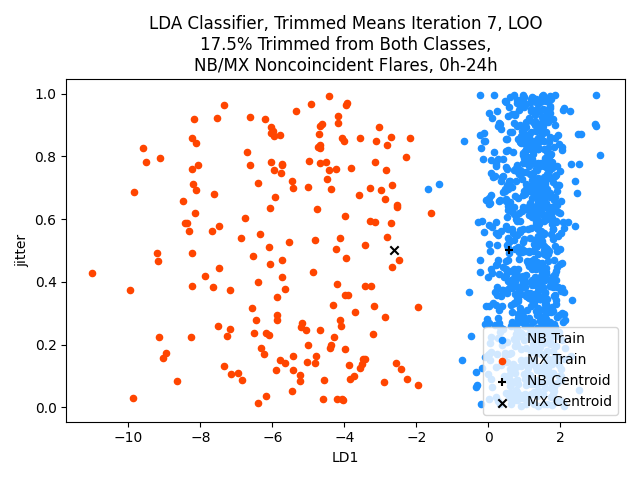 LDA Classifier, Trimmed Means Iteration 7, LOO
17.5% Trimmed from Both Classes,
NB/MX Noncoincident Flares, 0h-24h
1.0
0.8
0.6
0.4
0.2
0.0
jitter
NB Train
MX Train
NB Centroid
MX Centroid
−10
−8
−6
−4
−2
0
2
LD1